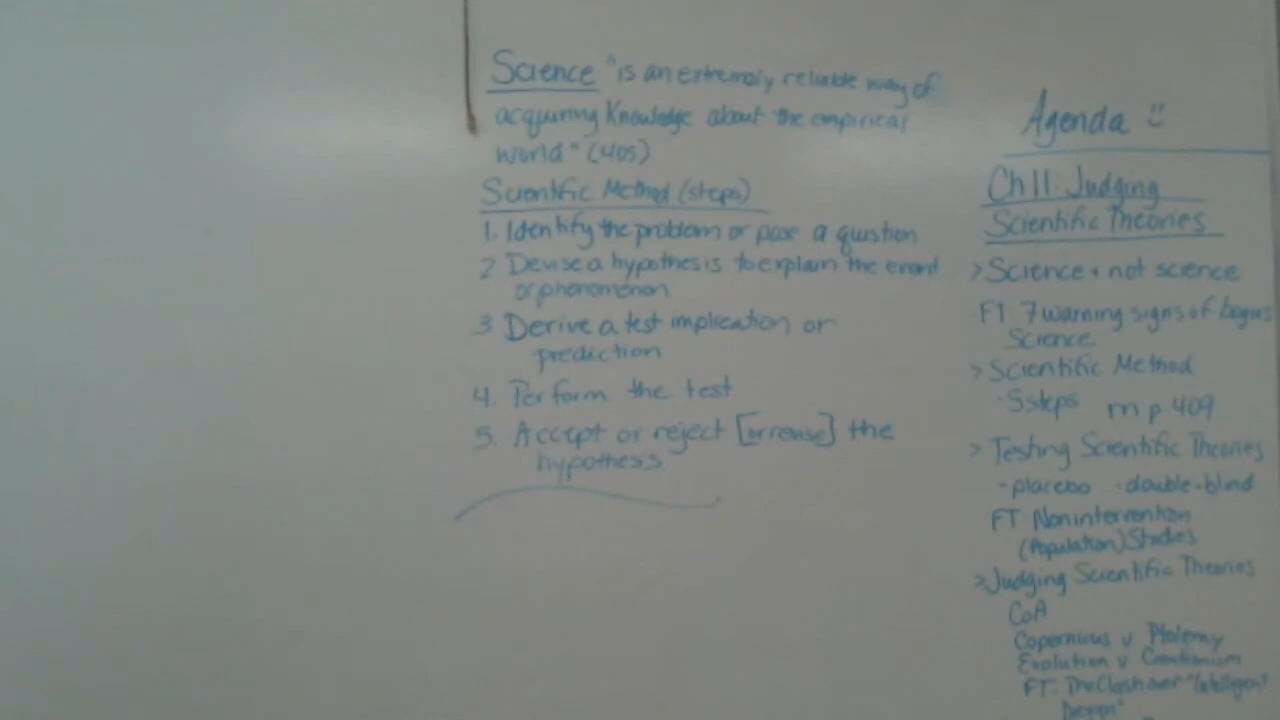 Science "is an extremely reliable way of
acquiring knowledge about the empirical
world" (405)
Scientific Method (steps)
1. Identify the problem or pose a question
2 Devise a hypothesis to explain the event
or phenomenon
3 Derive a test implication or
prediction
4. Perform the test
5. Accept or reject [or revise] the
hypothesis
Agenda
Ch 11: Judging
Scientific Theories
> Science + not science
FT 7 warning signs of bogus
Science
> Scientific Method
- 5 steps m p 409
> Testing Scientific Theories
- placebo - double-blind
FT Nonintervention
(Population) Studies
> Judging Scientific Theories
CoA
Copernicus v Ptolemy
Evolution v Creationism
FT: The Clash over "Intelligent
Design"